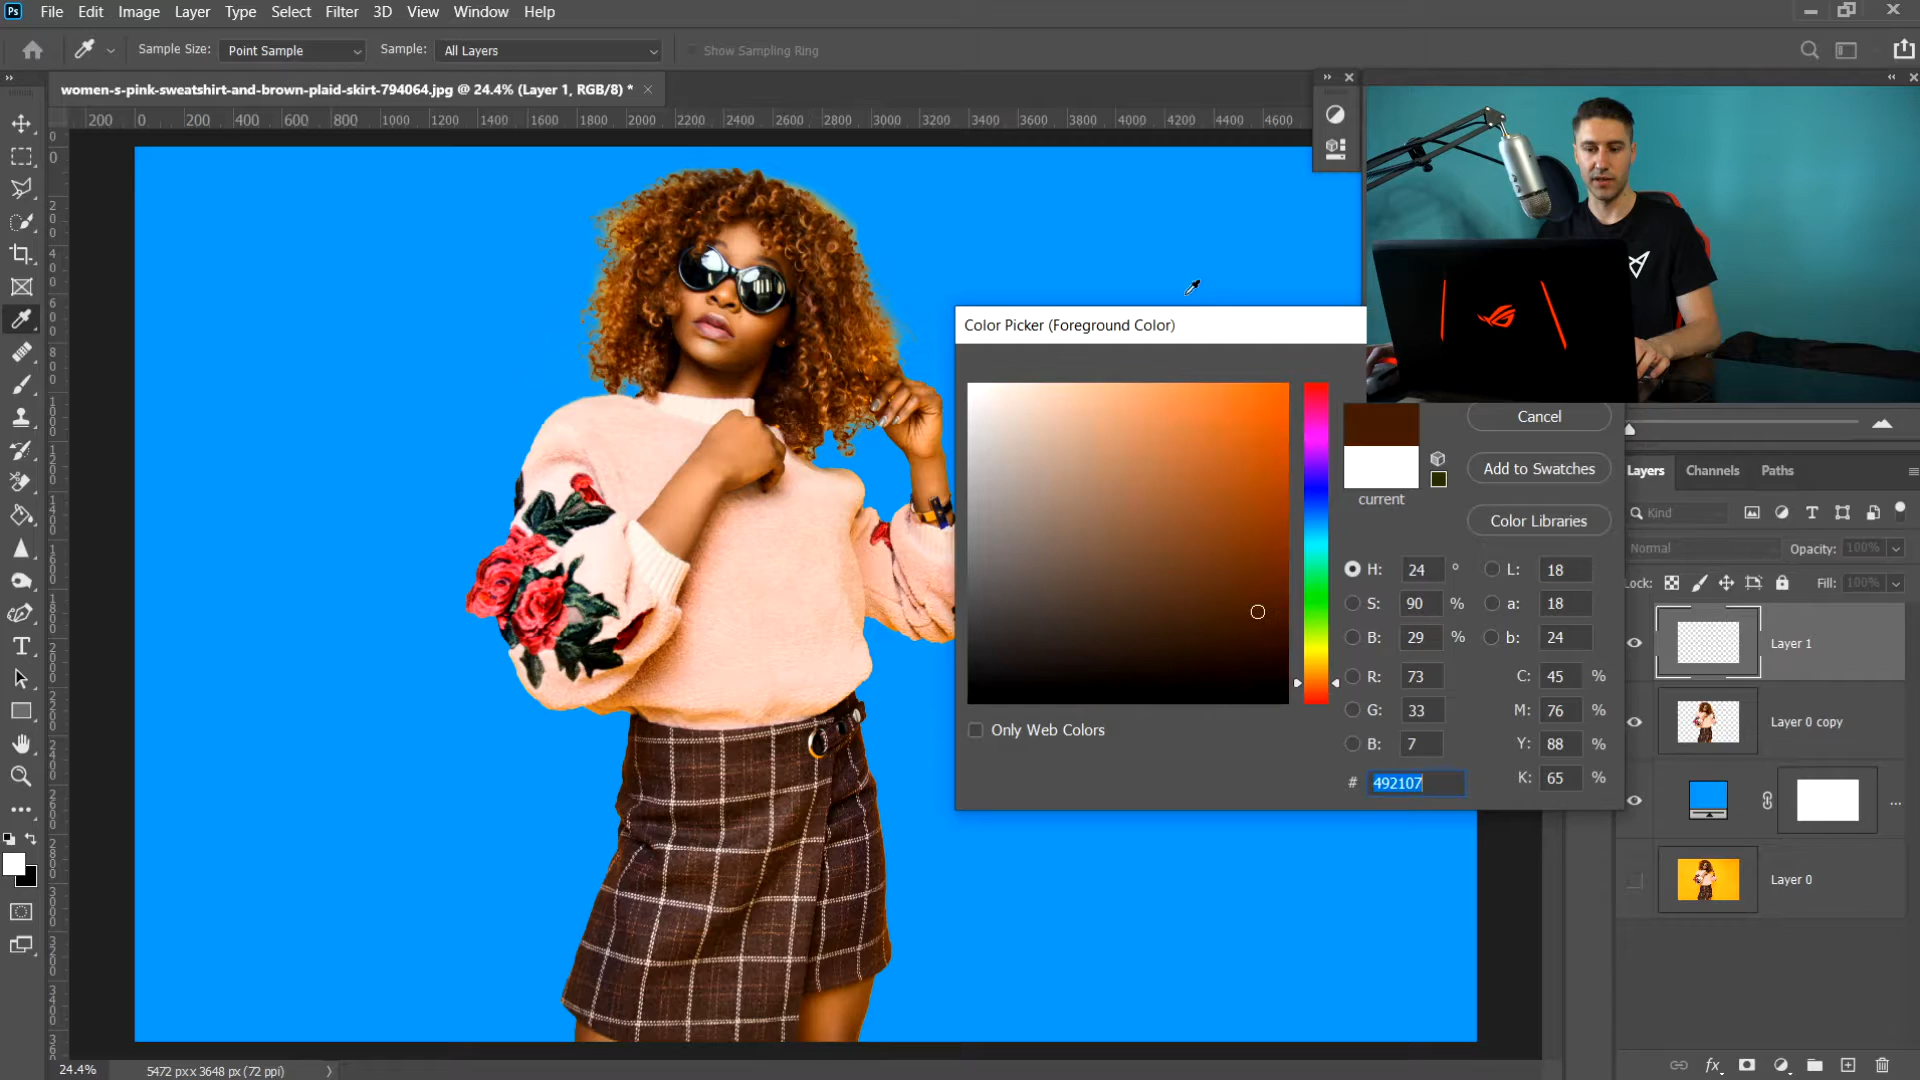 Ps File Edit Image Layer Type Select Filter 3D View Window Help
Sample Size: Point Sample Sample: All Layers Show Sampling Ring
women-s-pink-sweatshirt-and-brown-plaid-skirt-794064.jpg @ 24.4% (Layer 1, RGB/8) *
200 0 200 400 600 800 1000 1200 1400 1600 1800 2000 2200 2400 2600 2800 3000 3200 3400 3600 3800 4000 4200 4400 4600
Color Picker (Foreground Color)
Cancel
Add to Swatches
current
Color Libraries
H: 24 ° L: 18
S: 90 % a: 18
B: 29 % b: 24
R: 73 C: 45 %
G: 33 M: 76 %
B: 7 Y: 88 %
# 492107 K: 65 %
Only Web Colors
Layers Channels Paths
Kind
Normal Opacity: 100%
Lock: Fill: 100%
Layer 1
Layer 0 copy
Layer 0
24.4% 5472 px x 3648 px (72 ppi)